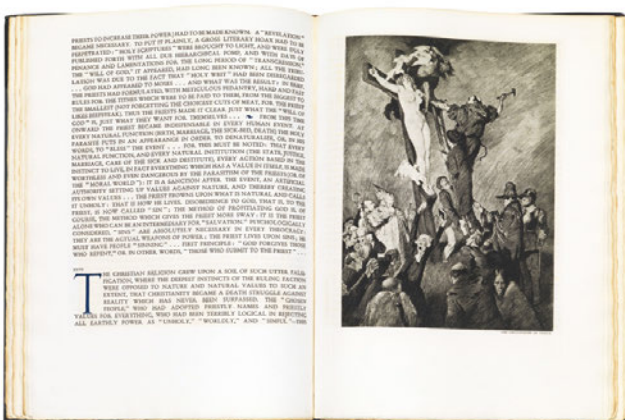 PRIESTS TO INCREASE THEIR POWER) HAD TO BE MADE KNOWN. A "REVELATION"
BECAME NECESSARY. TO PUT IT PLAINLY, A GROSS LITERARY HOAX HAD TO BE
PERPETRATED: "HOLY SCRIPTURES" WERE BROUGHT TO LIGHT, AND WERE DULY
PUBLISHED FORTH WITH ALL DUE HIERARCHICAL POMP, AND WITH DAYS OF
PENANCE AND LAMENTATIONS FOR THE LONG PERIOD OF "TRANSGRESSION."
THE "WILL OF GOD," IT APPEARED, HAD LONG BEEN KNOWN; ALL THE TRIBU-
LATION WAS DUE TO THE FACT THAT "HOLY WRIT" HAD BEEN DISREGARDED.
... GOD HAD APPEARED TO MOSES . . . AND WHAT WAS THE RESULT? IN BRIEF,
THE PRIESTS HAD FORMULATED, WITH METICULOUS PEDANTRY, HARD AND FAST
RULES FOR THE TITHES WHICH WERE TO BE PAID TO THEM, FROM THE BIGGEST TO
THE SMALLEST (NOT FORGETTING THE CHOICEST CUTS OF MEAT, FOR THE PRIEST
LIKES BEEFSTEAK). THUS THE PRIESTS MADE IT CLEAR JUST WHAT THE "WILL OF
GOD" IS, JUST WHAT THEY WANT FOR THEMSELVES . . . FROM THIS TIME
ONWARD THE PRIEST BECAME INDISPENSABLE IN EVERY HUMAN EVENT. AT
EVERY NATURAL FUNCTION (BIRTH, MARRIAGE, THE SICK-BED, DEATH) THE HOLY
PARASITE PUTS IN AN APPEARANCE IN ORDER, TO DENATURALISE, OR, IN HIS
WORDS, TO "BLESS" THE EVENT . . . FOR THIS MUST BE NOTED: THAT EVERY
NATURAL FUNCTION, AND EVERY NATURAL INSTITUTION (THE STATE, JUSTICE,
MARRIAGE, CARE OF THE SICK AND DESTITUTE), EVERY ACTION BASED IN THE
INSTINCT TO LIVE, IN FACT EVERYTHING WHICH HAS A VALUE IN ITSELF, IS MADE
WORTHLESS AND EVEN DANGEROUS BY THE PARASITISM OF THE PRIESTS (OR OF
THE "MORAL WORLD"): IT IS A SANCTION AFTER THE EVENT, AN ARTIFICIAL
AUTHORITY SETTING UP VALUES AGAINST NATURE, AND THEREBY CREATING
ITS OWN VALUES . . . THE PRIEST FROWNS UPON WHAT IS NATURAL AND CALLS
IT UNHOLY: THAT IS HOW HE LIVES. DISOBEDIENCE TO GOD, THAT IS, TO THE
PRIEST, IS NOW CALLED "SIN"; THE METHOD OF PROPITIATING GOD IS, OF
COURSE, THE METHOD WHICH GIVES THE PRIEST MORE SWAY: IT IS THE PRIEST
ALONE WHO CAN BE AN INTERMEDIARY FOR "SALVATION." PSYCHOLOGICALLY
CONSIDERED, "SINS" ARE ABSOLUTELY NECESSARY IN EVERY THEOCRACY:
THEY ARE THE ACTUAL WEAPONS OF POWER; THE PRIEST LIVES UPON SINS; HE
MUST HAVE PEOPLE "SINNING." . . . FIRST PRINCIPLE: "GOD FORGIVES THOSE
WHO REPENT," OR IN OTHER WORDS, "THOSE WHO SUBMIT TO THE PRIEST" . . .
THE CHRISTIAN RELIGION GREW UPON A SOIL OF SUCH UTTER FALSI-
FICATION, WHERE THE DEEPEST INSTINCTS OF THE RULING FACTION
WERE OPPOSED TO NATURE AND NATURAL VALUES TO SUCH AN
EXTENT, THAT CHRISTIANITY BECAME A DEATH STRUGGLE AGAINST
REALITY WHICH HAS NEVER BEEN SURPASSED. THE "CHOSEN
PEOPLE," WHO HAD ADOPTED PRIESTLY NAMES AND PRIESTLY
VALUES FOR EVERYTHING, WHO HAD BEEN TERRIBLY LOGICAL IN REJECTING
ALL EARTHLY POWER AS "UNHOLY," "WORLDLY," AND "SINFUL"—THIS